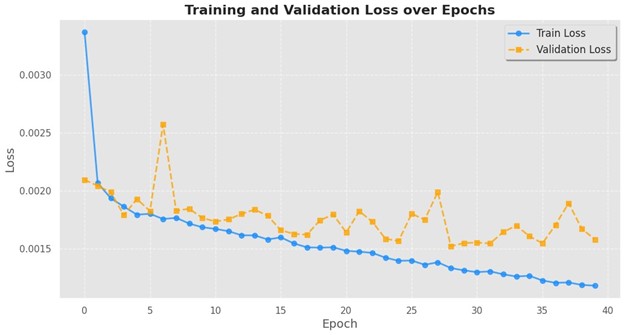 Training and Validation Loss over Epochs
Train Loss
Validation Loss
0.0030
0.0025
0.0020
0.0015
Loss
0 5 10 15 20 25 30 35 40
Epoch